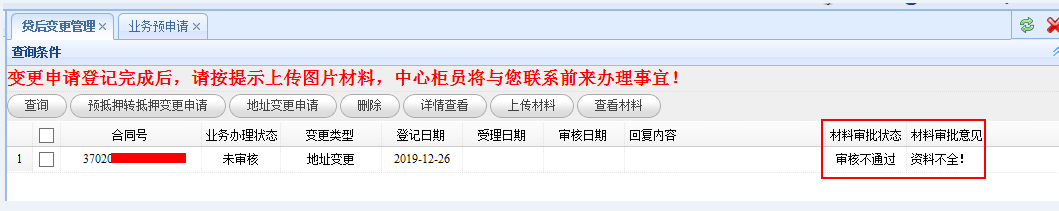 贷后变更管理 业务预申请
查询条件
变更申请登记完成后，请按提示上传图片材料，中心柜员将与您联系前来办理事宜！
查询 预抵押转抵押变更申请 地址变更申请 删除 详情查看 上传材料 查看材料
合同号 业务办理状态 变更类型 登记日期 受理日期 审核日期 回复内容 材料审批状态 材料审批意见
1 37020 未审核 地址变更 2019-12-26 审核不通过 资料不全！